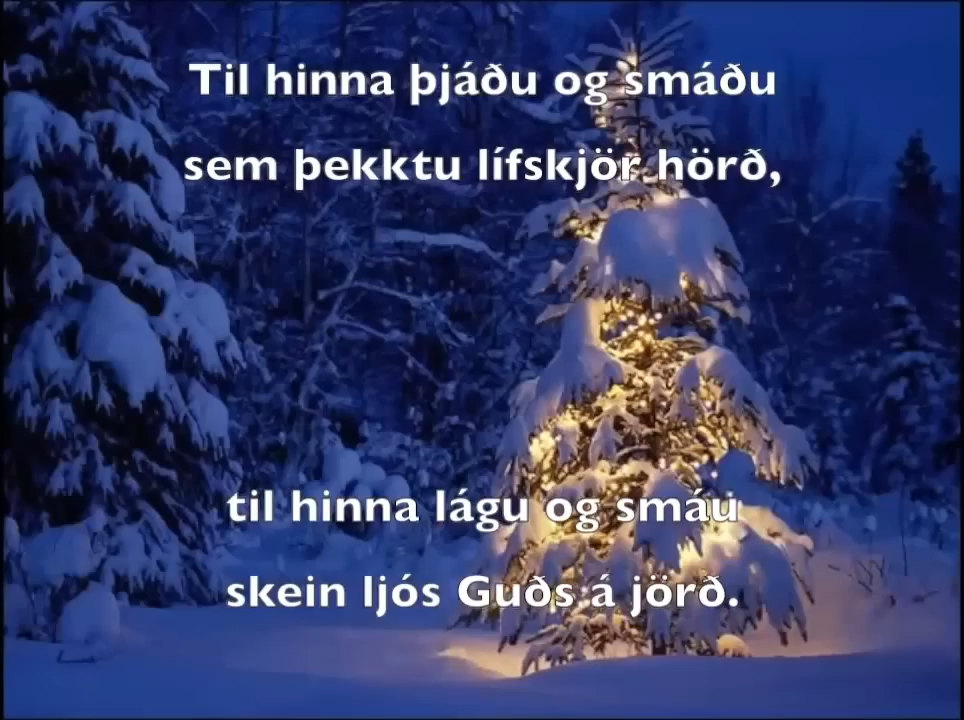 Til hinna þjáðu og smáðu
sem þekktu lífskjör hörð,
til hinna lágu og smáu
skein ljós Guðs á jörð.